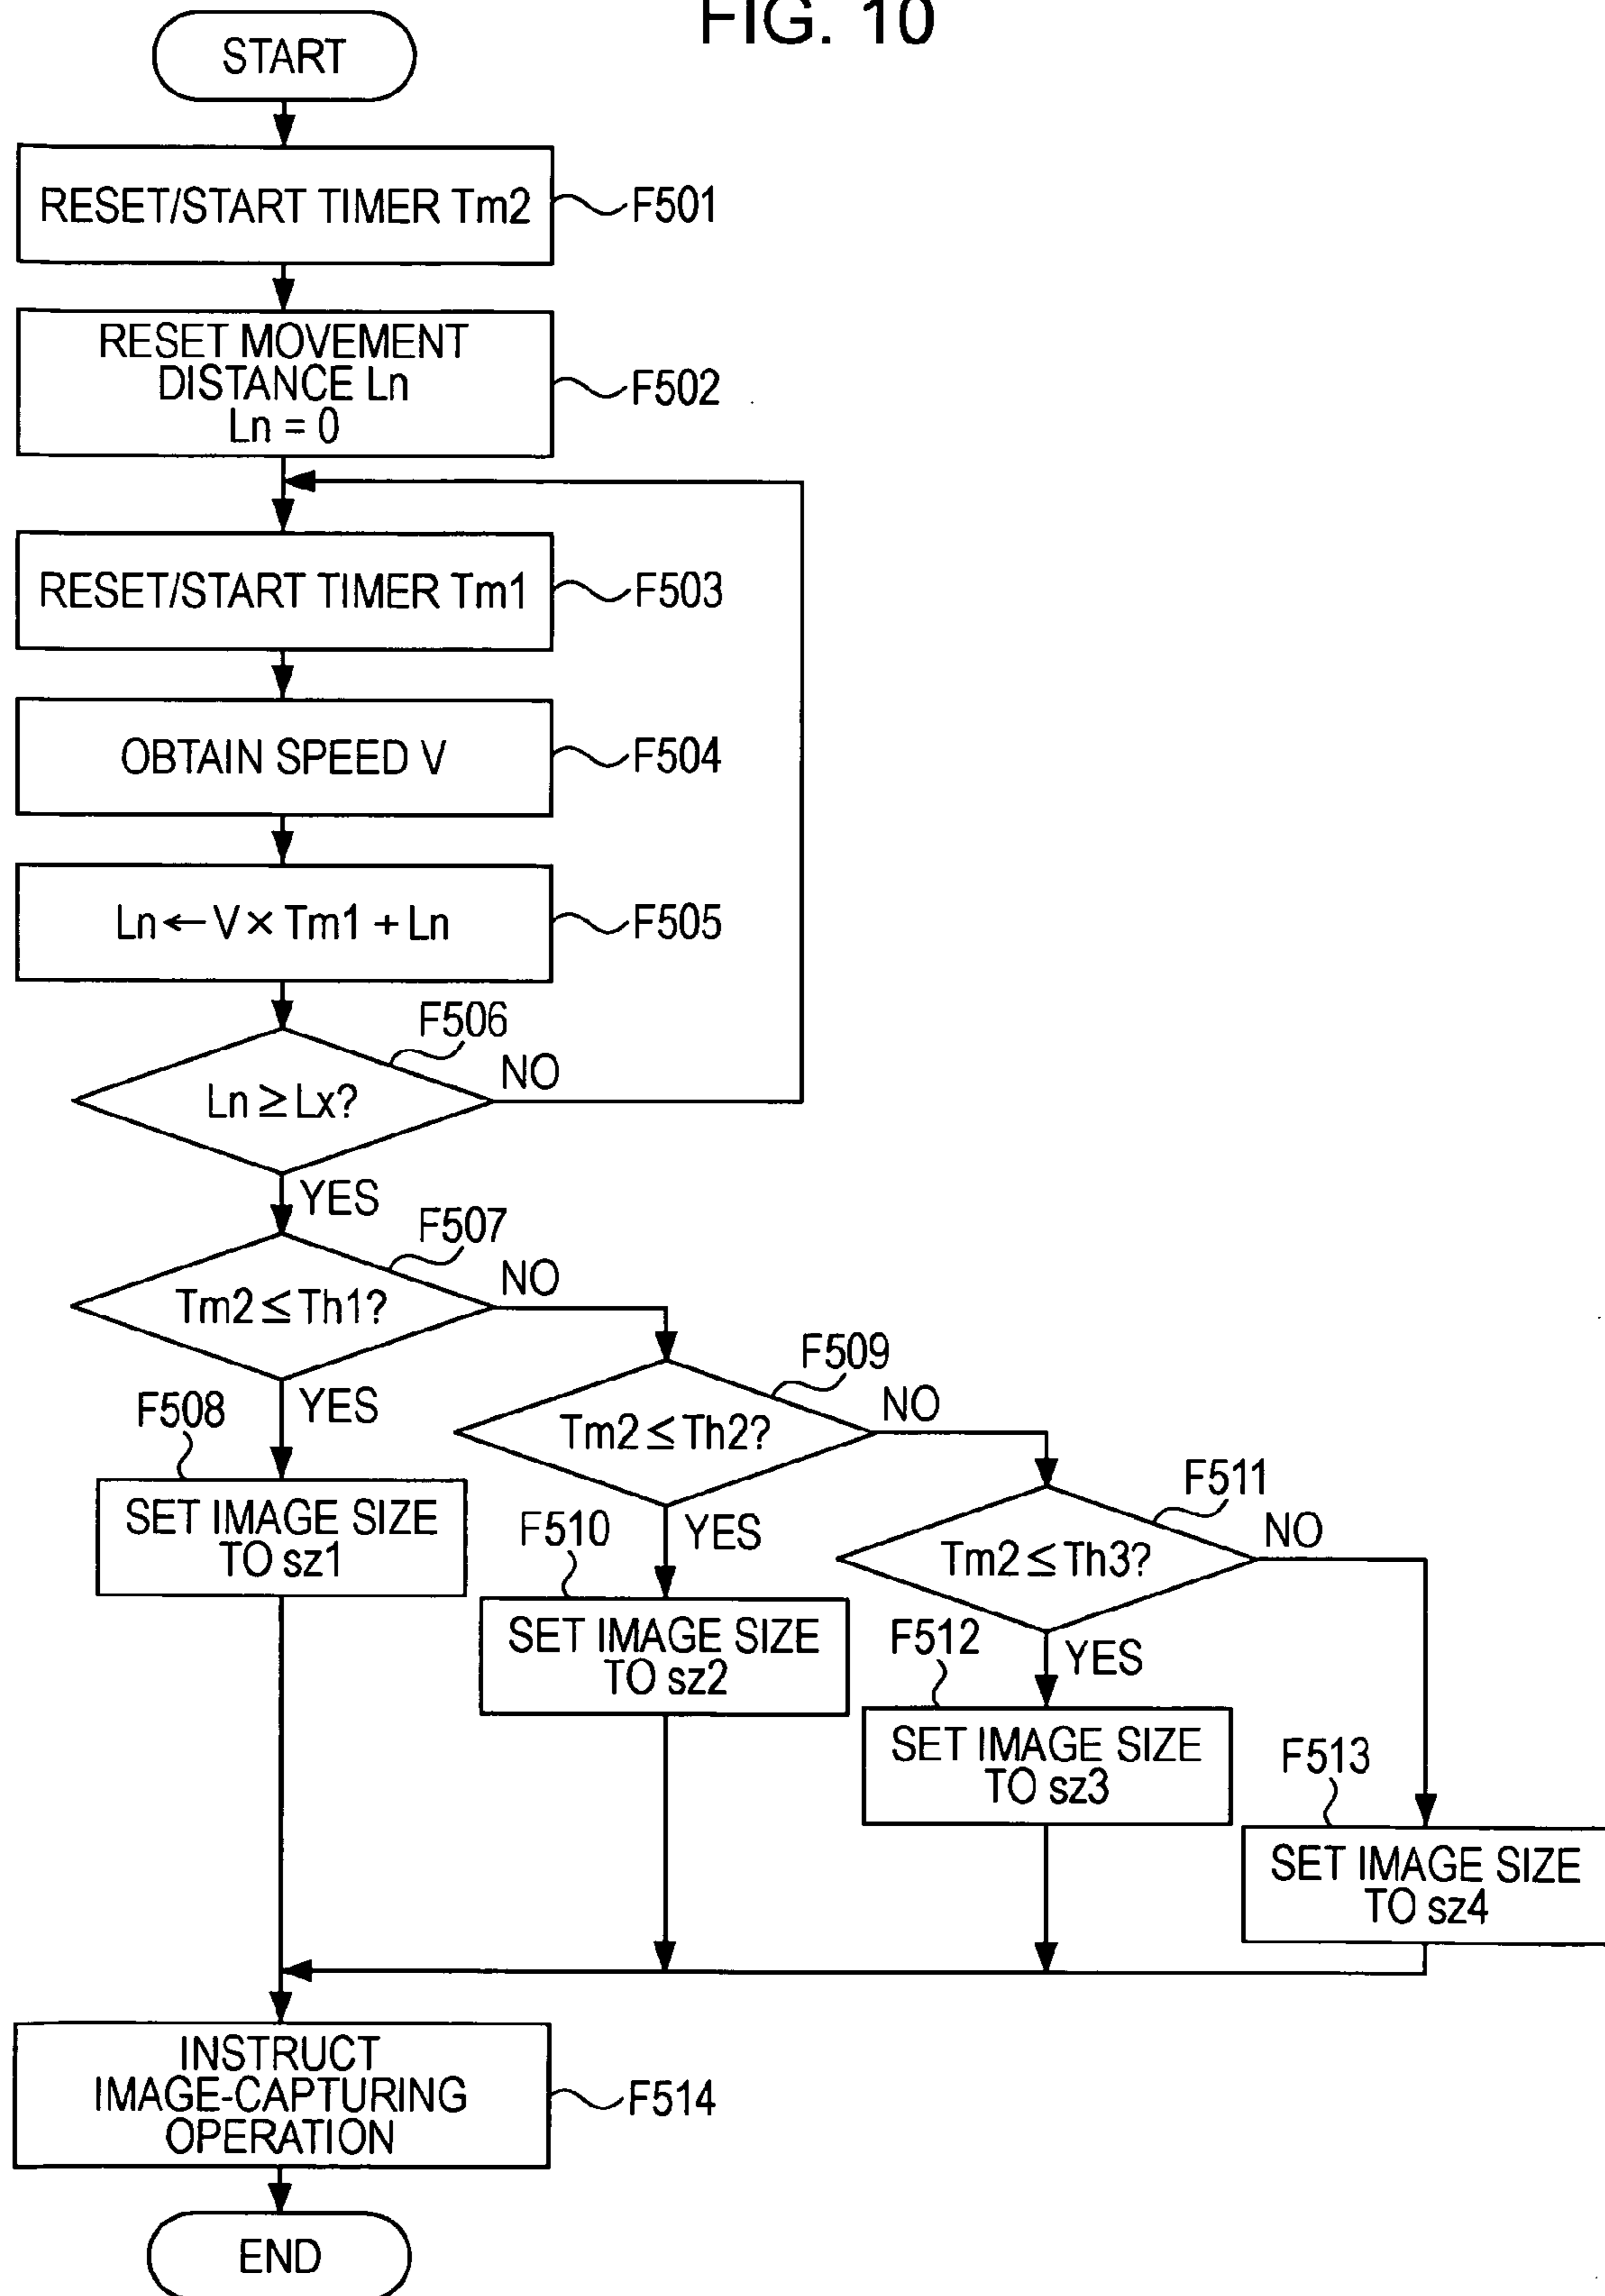 FIG. 10
START
RESET/START TIMER Tm2
F501
RESET MOVEMENT
DISTANCE Ln
Ln = 0
F502
RESET/START TIMER Tm1
F503
OBTAIN SPEED V
F504
Ln ← V × Tm1 + Ln
F505
F506
Ln ≥ Lx?
NO
YES
F507
Tm2 ≤ Th1?
NO
YES
F508
SET IMAGE SIZE
TO sz1
F509
Tm2 ≤ Th2?
NO
YES
F510
SET IMAGE SIZE
TO sz2
F511
Tm2 ≤ Th3?
NO
YES
F512
SET IMAGE SIZE
TO sz3
F513
SET IMAGE SIZE
TO sz4
INSTRUCT
IMAGE-CAPTURING
OPERATION
F514
END